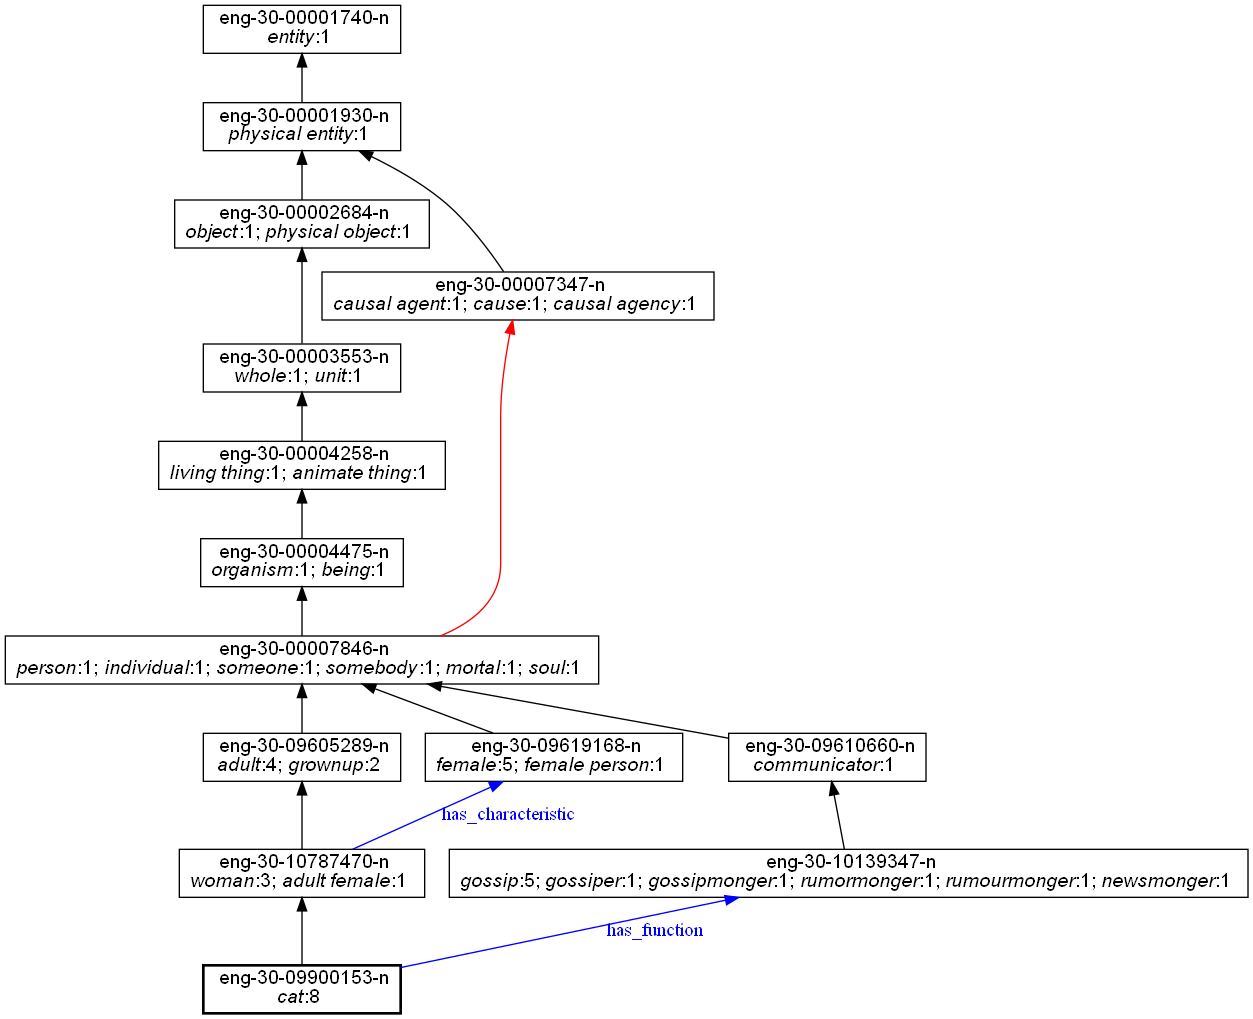 eng-30-00001740-n
entity:1
eng-30-00001930-n
physical entity:1
eng-30-00002684-n
object:1; physical object:1
eng-30-00007347-n
causal agent:1; cause:1; causal agency:1
eng-30-00003553-n
whole:1; unit:1
eng-30-00004258-n
living thing:1; animate thing:1
eng-30-00004475-n
organism:1; being:1
eng-30-00007846-n
person:1; individual:1; someone:1; somebody:1; mortal:1; soul:1
eng-30-09605289-n
adult:4; grownup:2
eng-30-09619168-n
female:5; female person:1
eng-30-09610660-n
communicator:1
has_characteristic
eng-30-10787470-n
woman:3; adult female:1
eng-30-10139347-n
gossip:5; gossiper:1; gossipmonger:1; rumormonger:1; rumourmonger:1; newsmonger:1
has_function
eng-30-09900153-n
cat:8